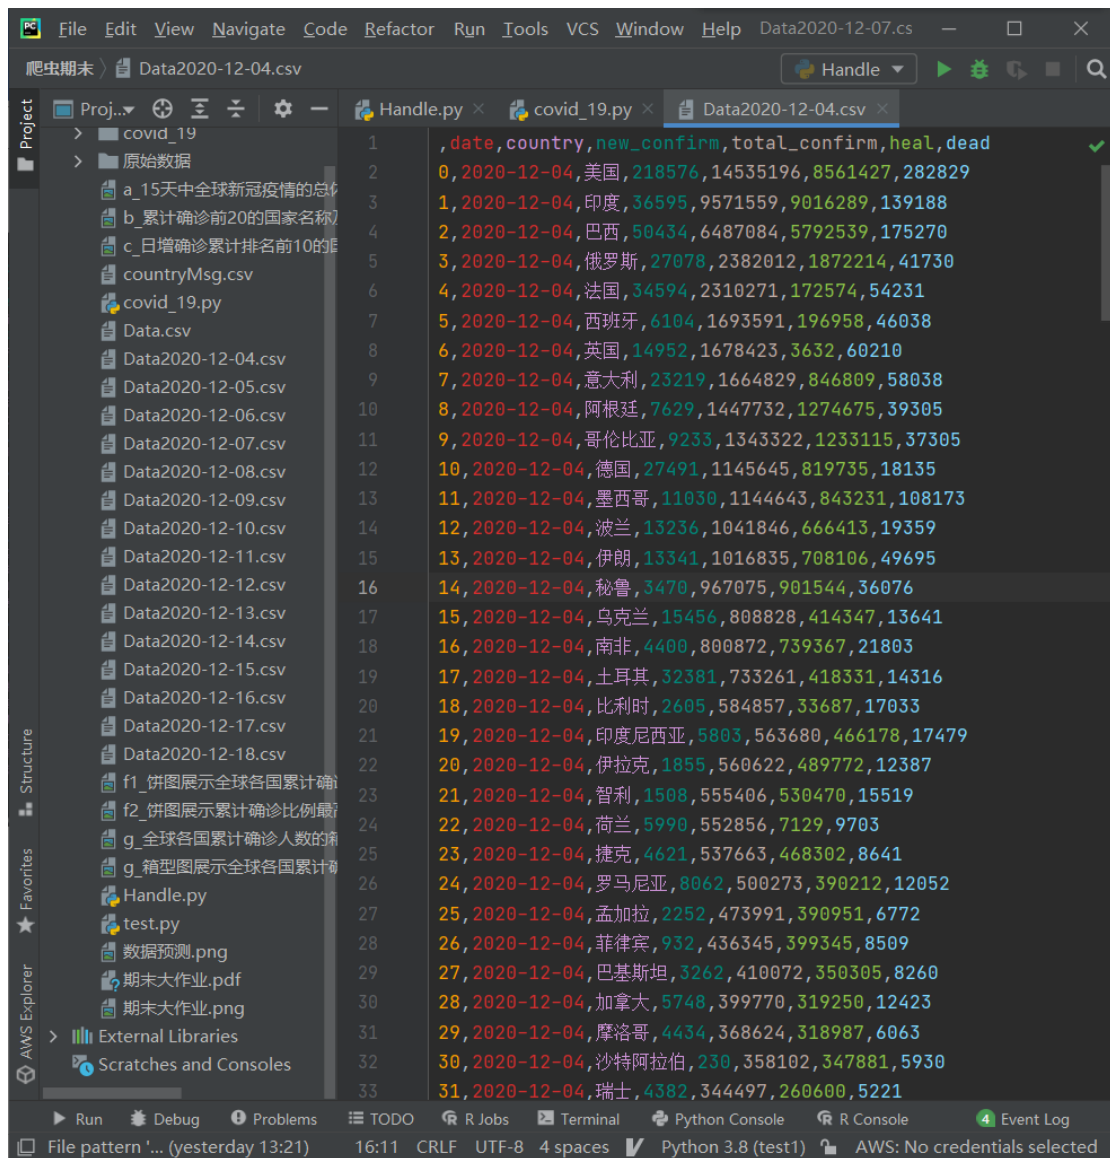 File Edit View Navigate Code Refactor Run Tools VCS Window Help Data2020-12-07.cs
爬虫期末 Data2020-12-04.csv Handle
Project
Proj... Handle.py covid_19.py Data2020-12-04.csv
covid_19
原始数据
a_15天中全球新冠疫情的总体
b_累计确诊前20的国家名称及
c_日增确诊累计排名前10的国
countryMsg.csv
covid_19.py
Data.csv
Data2020-12-04.csv
Data2020-12-05.csv
Data2020-12-06.csv
Data2020-12-07.csv
Data2020-12-08.csv
Data2020-12-09.csv
Data2020-12-10.csv
Data2020-12-11.csv
Data2020-12-12.csv
Data2020-12-13.csv
Data2020-12-14.csv
Data2020-12-15.csv
Data2020-12-16.csv
Data2020-12-17.csv
Data2020-12-18.csv
f1_饼图展示全球各国累计确
f2_饼图展示累计确诊比例最
g_全球各国累计确诊人数的箱
g_箱型图展示全球各国累计确
Handle.py
test.py
数据预测.png
期末大作业.pdf
期末大作业.png
External Libraries
Scratches and Consoles
Structure
Favorites
AWS Explorer
1 ,date,country,new_confirm,total_confirm,heal,dead
2 0,2020-12-04,美国,218576,14535196,8561427,282829
3 1,2020-12-04,印度,36595,9571559,9016289,139188
4 2,2020-12-04,巴西,50434,6487084,5792539,175270
5 3,2020-12-04,俄罗斯,27078,2382012,1872214,41730
6 4,2020-12-04,法国,34594,2310271,172574,54231
7 5,2020-12-04,西班牙,6104,1693591,196958,46038
8 6,2020-12-04,英国,14952,1678423,3632,60210
9 7,2020-12-04,意大利,23219,1664829,846809,58038
10 8,2020-12-04,阿根廷,7629,1447732,1274675,39305
11 9,2020-12-04,哥伦比亚,9233,1343322,1233115,37305
12 10,2020-12-04,德国,27491,1145645,819735,18135
13 11,2020-12-04,墨西哥,11030,1144643,843231,108173
14 12,2020-12-04,波兰,13236,1041846,666413,19359
15 13,2020-12-04,伊朗,13341,1016835,708106,49695
16 14,2020-12-04,秘鲁,3470,967075,901544,36076
17 15,2020-12-04,乌克兰,15456,808828,414347,13641
18 16,2020-12-04,南非,4400,800872,739367,21803
19 17,2020-12-04,土耳其,32381,733261,418331,14316
20 18,2020-12-04,比利时,2605,584857,33687,17033
21 19,2020-12-04,印度尼西亚,5803,563680,466178,17479
22 20,2020-12-04,伊拉克,1855,560622,489772,12387
23 21,2020-12-04,智利,1508,555406,530470,15519
24 22,2020-12-04,荷兰,5990,552856,7129,9703
25 23,2020-12-04,捷克,4621,537663,468302,8641
26 24,2020-12-04,罗马尼亚,8062,500273,390212,12052
27 25,2020-12-04,孟加拉,2252,473991,390951,6772
28 26,2020-12-04,菲律宾,932,436345,399345,8509
29 27,2020-12-04,巴基斯坦,3262,410072,350305,8260
30 28,2020-12-04,加拿大,5748,399770,319250,12423
31 29,2020-12-04,摩洛哥,4434,368624,318987,6063
32 30,2020-12-04,沙特阿拉伯,230,358102,347881,5930
33 31,2020-12-04,瑞士,4382,344497,260600,5221
Run Debug Problems TODO R Jobs Terminal Python Console R Console 4 Event Log
File pattern '... (yesterday 13:21) 16:11 CRLF UTF-8 4 spaces Python 3.8 (test1) AWS: No credentials selected